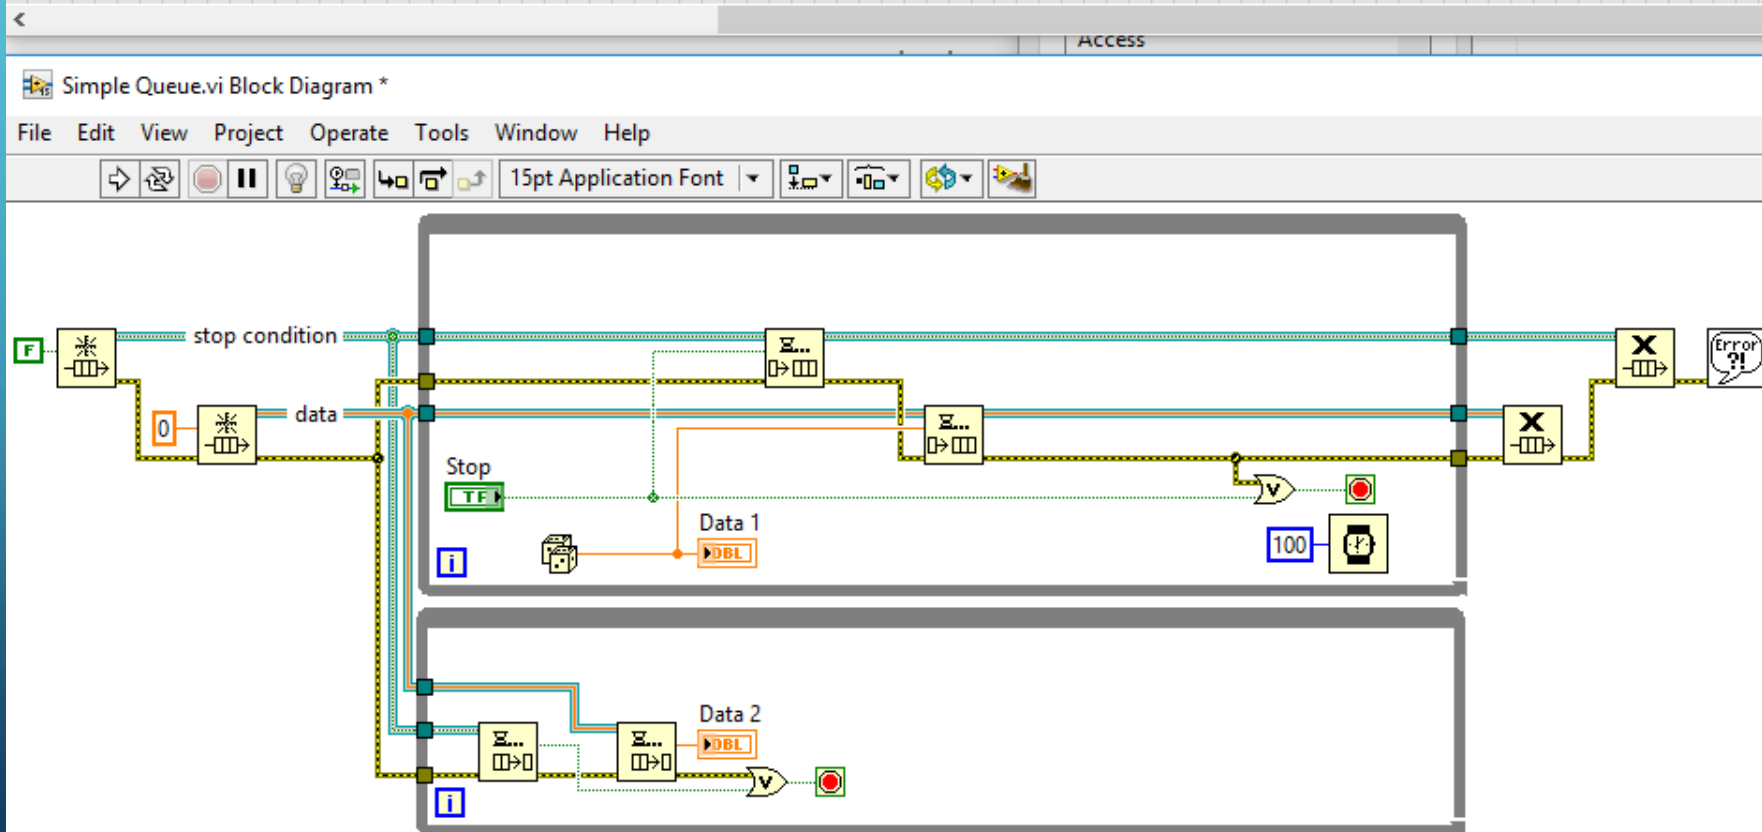 Access
Simple Queue.vi Block Diagram *
File Edit View Project Operate Tools Window Help
15pt Application Font
stop condition
F
Error
?!
data
0
Stop
TF
Data 1
DBL
100
i
Data 2
DBL
i